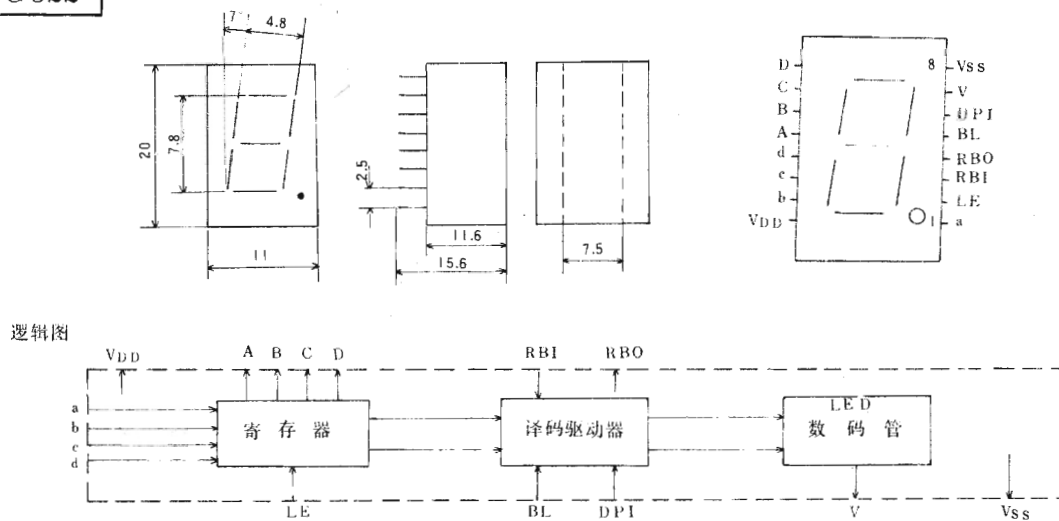 7° 4.8
20
7.8
11
2.5
11.6
15.6
7.5
D 8 VSS
C V
B DPI
A BL
d RBO
c RBI
b LE
VDD 1 a
逻辑图
VDD A B C D RBI RBO
a
b
c
d
寄存器
译码驱动器
LED
数码管
LE BL DPI V VSS